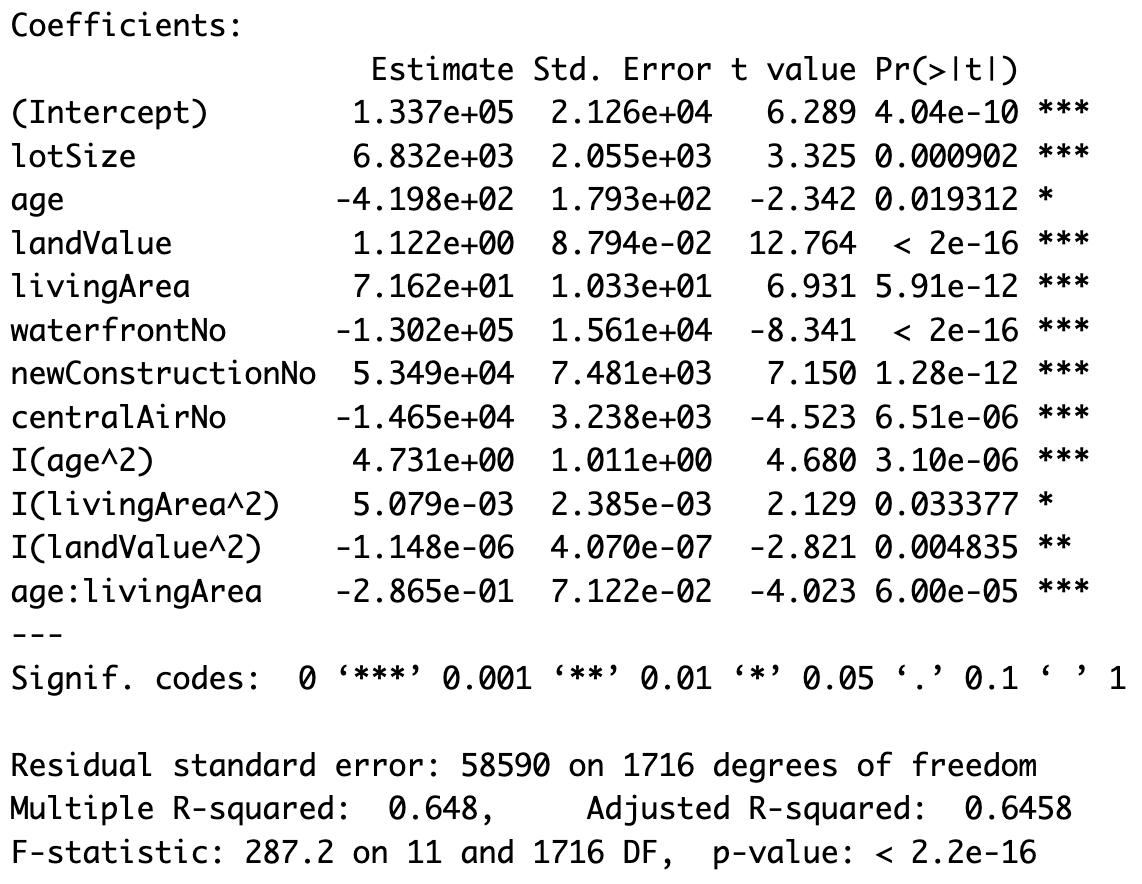 Coefficients:
                    Estimate Std. Error t value Pr(>|t|)
(Intercept)        1.337e+05  2.126e+04   6.289 4.04e-10 ***
lotSize            6.832e+03  2.055e+03   3.325 0.000902 ***
age               -4.198e+02  1.793e+02  -2.342 0.019312 *
landValue          1.122e+00  8.794e-02  12.764  < 2e-16 ***
livingArea         7.162e+01  1.033e+01   6.931 5.91e-12 ***
waterfrontNo      -1.302e+05  1.561e+04  -8.341  < 2e-16 ***
newConstructionNo  5.349e+04  7.481e+03   7.150 1.28e-12 ***
centralAirNo      -1.465e+04  3.238e+03  -4.523 6.51e-06 ***
I(age^2)           4.731e+00  1.011e+00   4.680 3.10e-06 ***
I(livingArea^2)    5.079e-03  2.385e-03   2.129 0.033377 *
I(landValue^2)    -1.148e-06  4.070e-07  -2.821 0.004835 **
age:livingArea    -2.865e-01  7.122e-02  -4.023 6.00e-05 ***
---
Signif. codes:  0 ‘***’ 0.001 ‘**’ 0.01 ‘*’ 0.05 ‘.’ 0.1 ‘ ’ 1
Residual standard error: 58590 on 1716 degrees of freedom
Multiple R-squared:  0.648,     Adjusted R-squared:  0.6458
F-statistic: 287.2 on 11 and 1716 DF,  p-value: < 2.2e-16